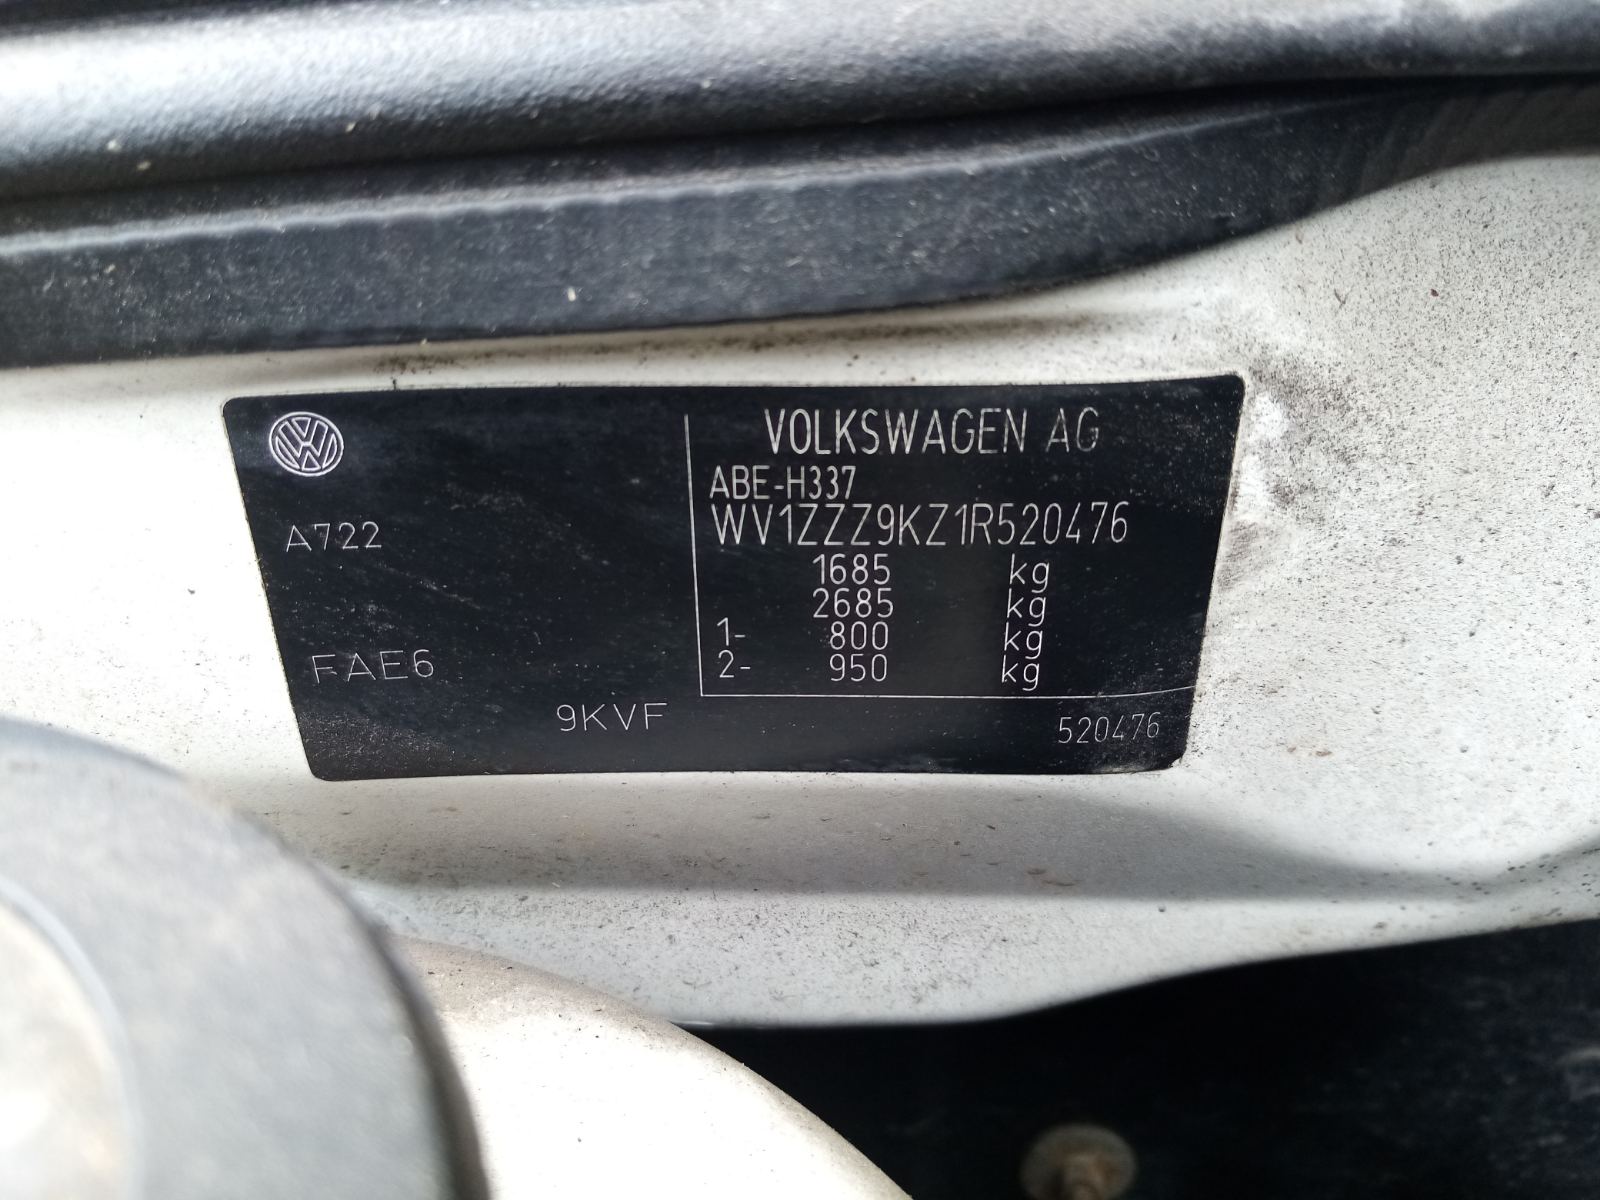 VOLKSWAGEN AG
ABE-H337
WV1ZZZ9KZ1R520476
1685 kg
2685 kg
1- 800 kg
2- 950 kg
A722
FAE6
9KVF
520476